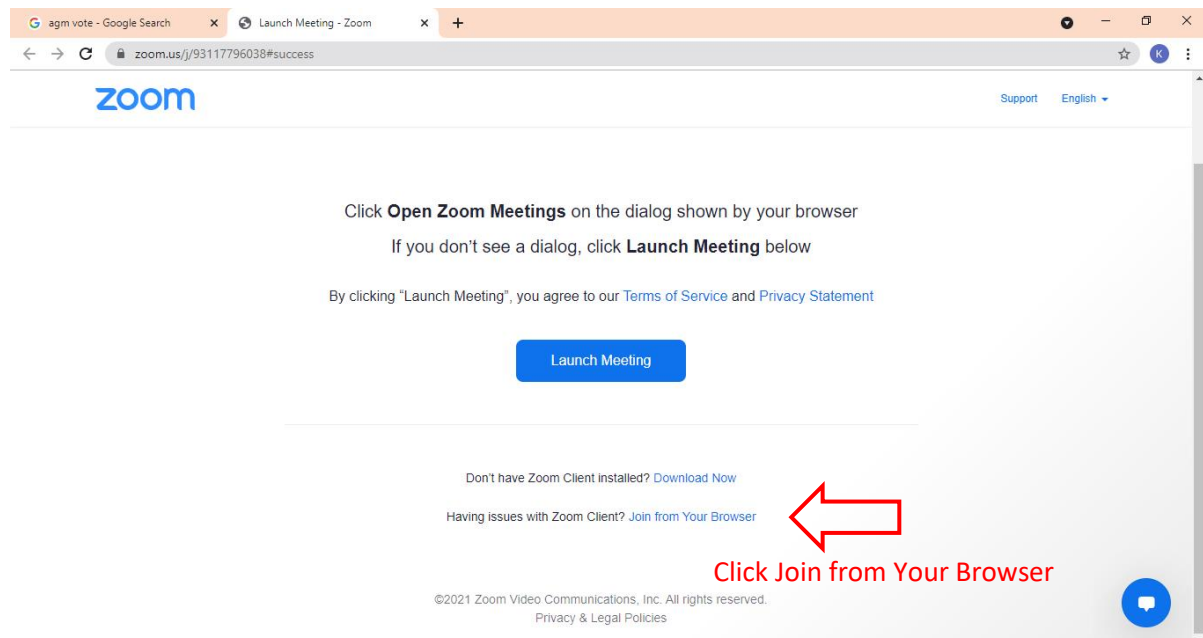 agm vote - Google Search
Launch Meeting - Zoom
zoom.us/j/93117796038#success
K
zoom
Support
English
Click Open Zoom Meetings on the dialog shown by your browser
If you don't see a dialog, click Launch Meeting below
By clicking “Launch Meeting”, you agree to our Terms of Service and Privacy Statement
Launch Meeting
Don't have Zoom Client installed? Download Now
Having issues with Zoom Client? Join from Your Browser
Click Join from Your Browser
©2021 Zoom Video Communications, Inc. All rights reserved.
Privacy & Legal Policies